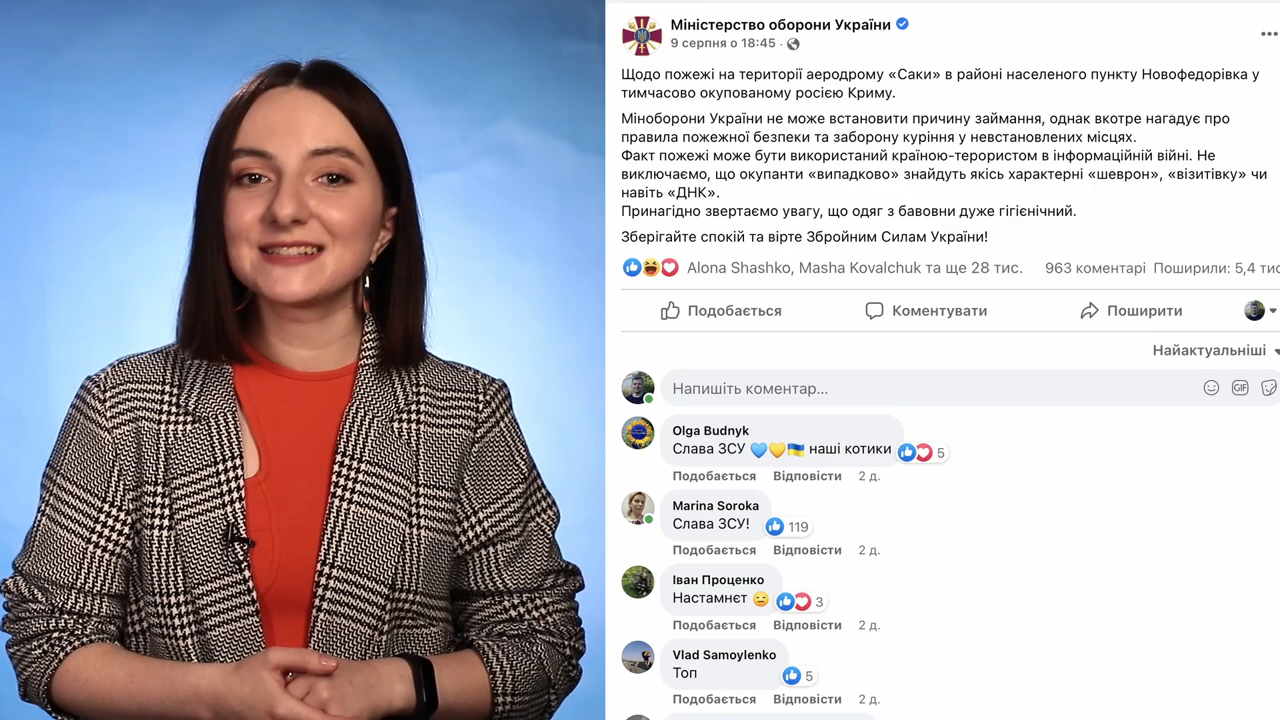 Міністерство оборони України
9 серпня о 18:45 ·
Щодо пожежі на території аеродрому «Саки» в районі населеного пункту Новофедорівка у
тимчасово окупованому росією Криму.
Міноборони України не може встановити причину займання, однак вкотре нагадує про
правила пожежної безпеки та заборону куріння у невстановлених місцях.
Факт пожежі може бути використаний країною-терористом в інформаційній війні. Не
виключаємо, що окупанти «випадково» знайдуть якісь характерні «шеврон», «візитівку» чи
навіть «ДНК».
Принагідно звертаємо увагу, що одяг з бавовни дуже гігієнічний.
Зберігайте спокій та вірте Збройним Силам України!
Alona Shashko, Masha Kovalchuk та ще 28 тис. 963 коментарі Поширили: 5,4 тис
Подобається Коментувати Поширити
Найактуальніші
Напишіть коментар... GIF
Olga Budnyk
Слава ЗСУ 💙💛🇺🇦 наші котики 5
Подобається Відповісти 2 д.
Marina Soroka
Слава ЗСУ! 119
Подобається Відповісти 2 д.
Іван Проценко
Настамнєт 😑 3
Подобається Відповісти 2 д.
Vlad Samoylenko
Топ 5
Подобається Відповісти 2 д.